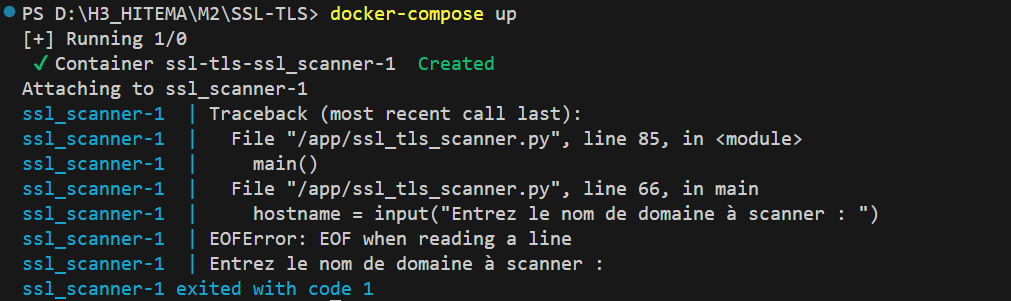 PS D:\H3_HITEMA\M2\SSL-TLS> docker-compose up
[+] Running 1/0
✓ Container ssl-tls-ssl_scanner-1  Created
Attaching to ssl_scanner-1
ssl_scanner-1  | Traceback (most recent call last):
ssl_scanner-1  |   File "/app/ssl_tls_scanner.py", line 85, in <module>
ssl_scanner-1  |     main()
ssl_scanner-1  |   File "/app/ssl_tls_scanner.py", line 66, in main
ssl_scanner-1  |     hostname = input("Entrez le nom de domaine à scanner : ")
ssl_scanner-1  | EOFError: EOF when reading a line
ssl_scanner-1  | Entrez le nom de domaine à scanner :
ssl_scanner-1 exited with code 1